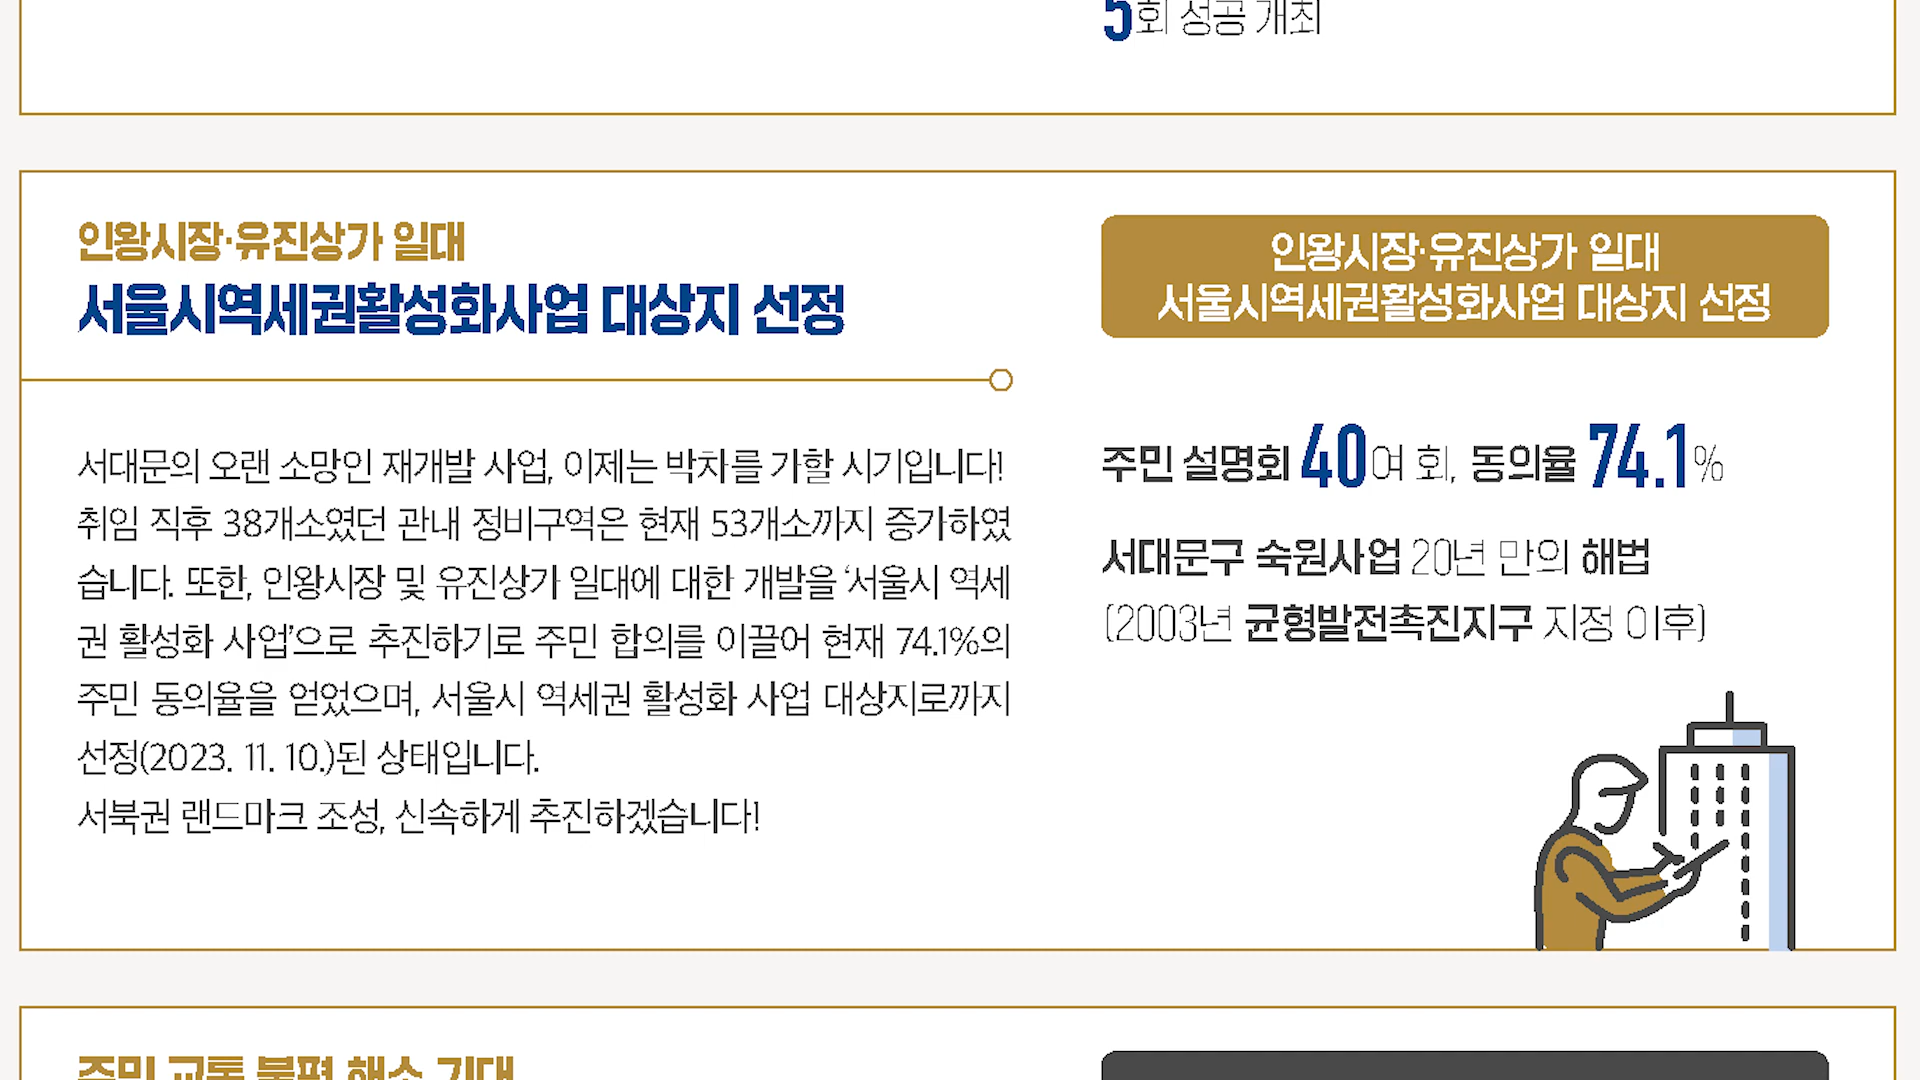 5회 성공 개최
인왕시장·유진상가 일대
서울시역세권활성화사업 대상지 선정
서대문의 오랜 소망인 재개발 사업, 이제는 박차를 가할 시기입니다!
취임 직후 38개소였던 관내 정비구역은 현재 53개소까지 증가하였
습니다. 또한, 인왕시장 및 유진상가 일대에 대한 개발을 ‘서울시 역세
권 활성화 사업’으로 추진하기로 주민 합의를 이끌어 현재 74.1%의
주민 동의율을 얻었으며, 서울시 역세권 활성화 사업 대상지로까지
선정(2023. 11. 10.)된 상태입니다.
서북권 랜드마크 조성, 신속하게 추진하겠습니다!
인왕시장·유진상가 일대
서울시역세권활성화사업 대상지 선정
주민 설명회 40여 회, 동의율 74.1%
서대문구 숙원사업 20년 만의 해법
(2003년 균형발전촉진지구 지정 이후)
주민 교통 불편 해소 기대